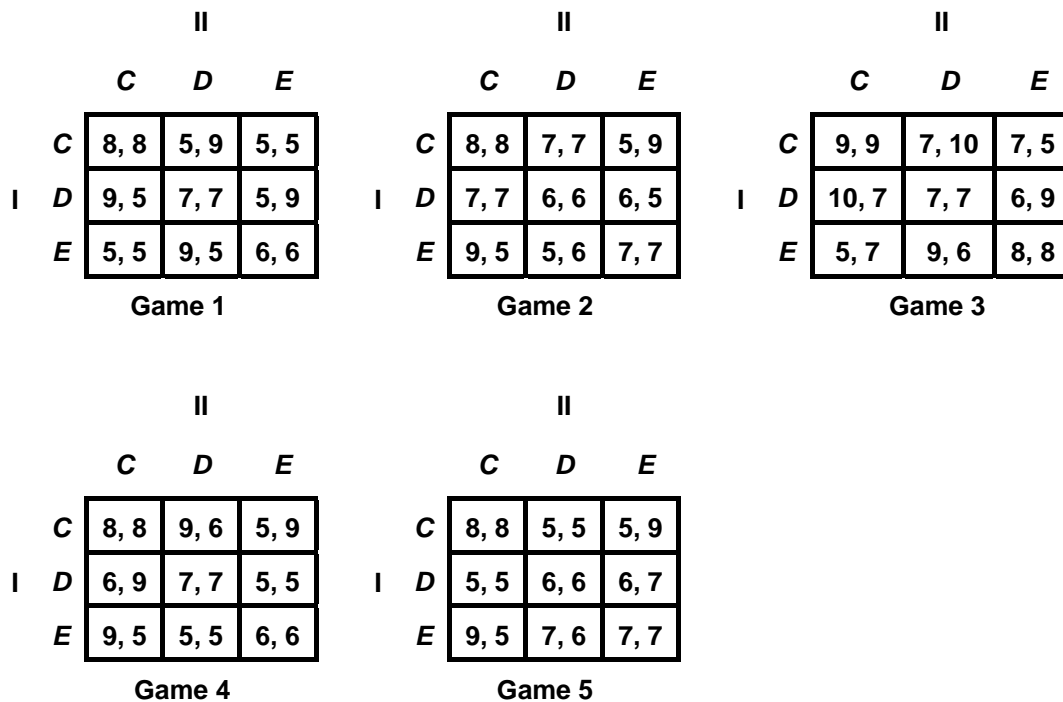 II II II
C D E C D E C D E
C 8, 8 5, 9 5, 5 C 8, 8 7, 7 5, 9 C 9, 9 7, 10 7, 5
I D 9, 5 7, 7 5, 9 I D 7, 7 6, 6 6, 5 I D 10, 7 7, 7 6, 9
E 5, 5 9, 5 6, 6 E 9, 5 5, 6 7, 7 E 5, 7 9, 6 8, 8
Game 1 Game 2 Game 3
II II
C D E C D E
C 8, 8 9, 6 5, 9 C 8, 8 5, 5 5, 9
I D 6, 9 7, 7 5, 5 I D 5, 5 6, 6 6, 7
E 9, 5 5, 5 6, 6 E 9, 5 7, 6 7, 7
Game 4 Game 5